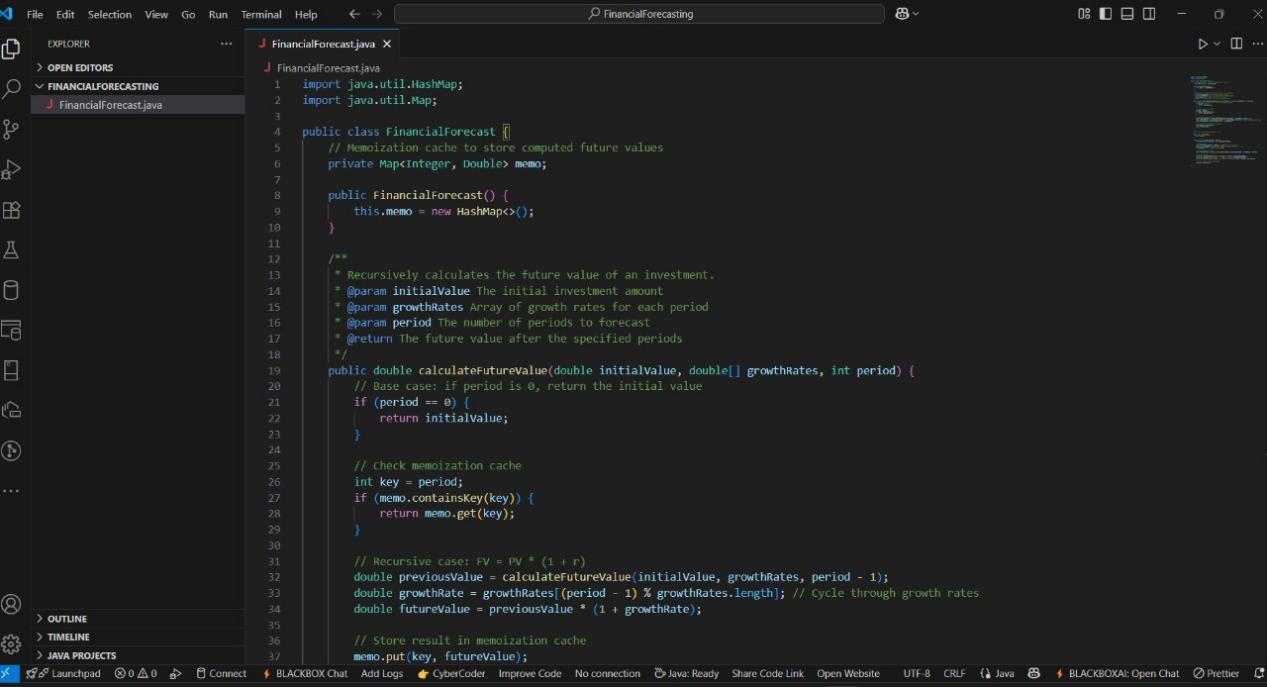 File Edit Selection View Go Run Terminal Help FinancialForecasting
EXPLORER
OPEN EDITORS
FINANCIALFORECASTING
J FinancialForecast.java
OUTLINE
TIMELINE
JAVA PROJECTS
J FinancialForecast.java
J FinancialForecast.java
1 import java.util.HashMap;
2 import java.util.Map;
3
4 public class FinancialForecast {
5 // Memoization cache to store computed future values
6 private Map<Integer, Double> memo;
7
8 public FinancialForecast() {
9 this.memo = new HashMap<>();
10 }
11
12 /**
13 * Recursively calculates the future value of an investment.
14 * @param initialValue The initial investment amount
15 * @param growthRates Array of growth rates for each period
16 * @param period The number of periods to forecast
17 * @return The future value after the specified periods
18 */
19 public double calculateFutureValue(double initialValue, double[] growthRates, int period) {
20 // Base case: if period is 0, return the initial value
21 if (period == 0) {
22 return initialValue;
23 }
24
25 // Check memoization cache
26 int key = period;
27 if (memo.containsKey(key)) {
28 return memo.get(key);
29 }
30
31 // Recursive case: FV = PV * (1 + r)
32 double previousValue = calculateFutureValue(initialValue, growthRates, period - 1);
33 double growthRate = growthRates[(period - 1) % growthRates.length]; // Cycle through growth rates
34 double futureValue = previousValue * (1 + growthRate);
35
36 // Store result in memoization cache
37 memo.put(key, futureValue);
Launchpad 0 0 Connect BLACKBOX Chat Add Logs CyberCoder Improve Code No connection Java: Ready Share Code Link Open Website UTF-8 CRLF {} Java BLACKBOXAI: Open Chat Prettier